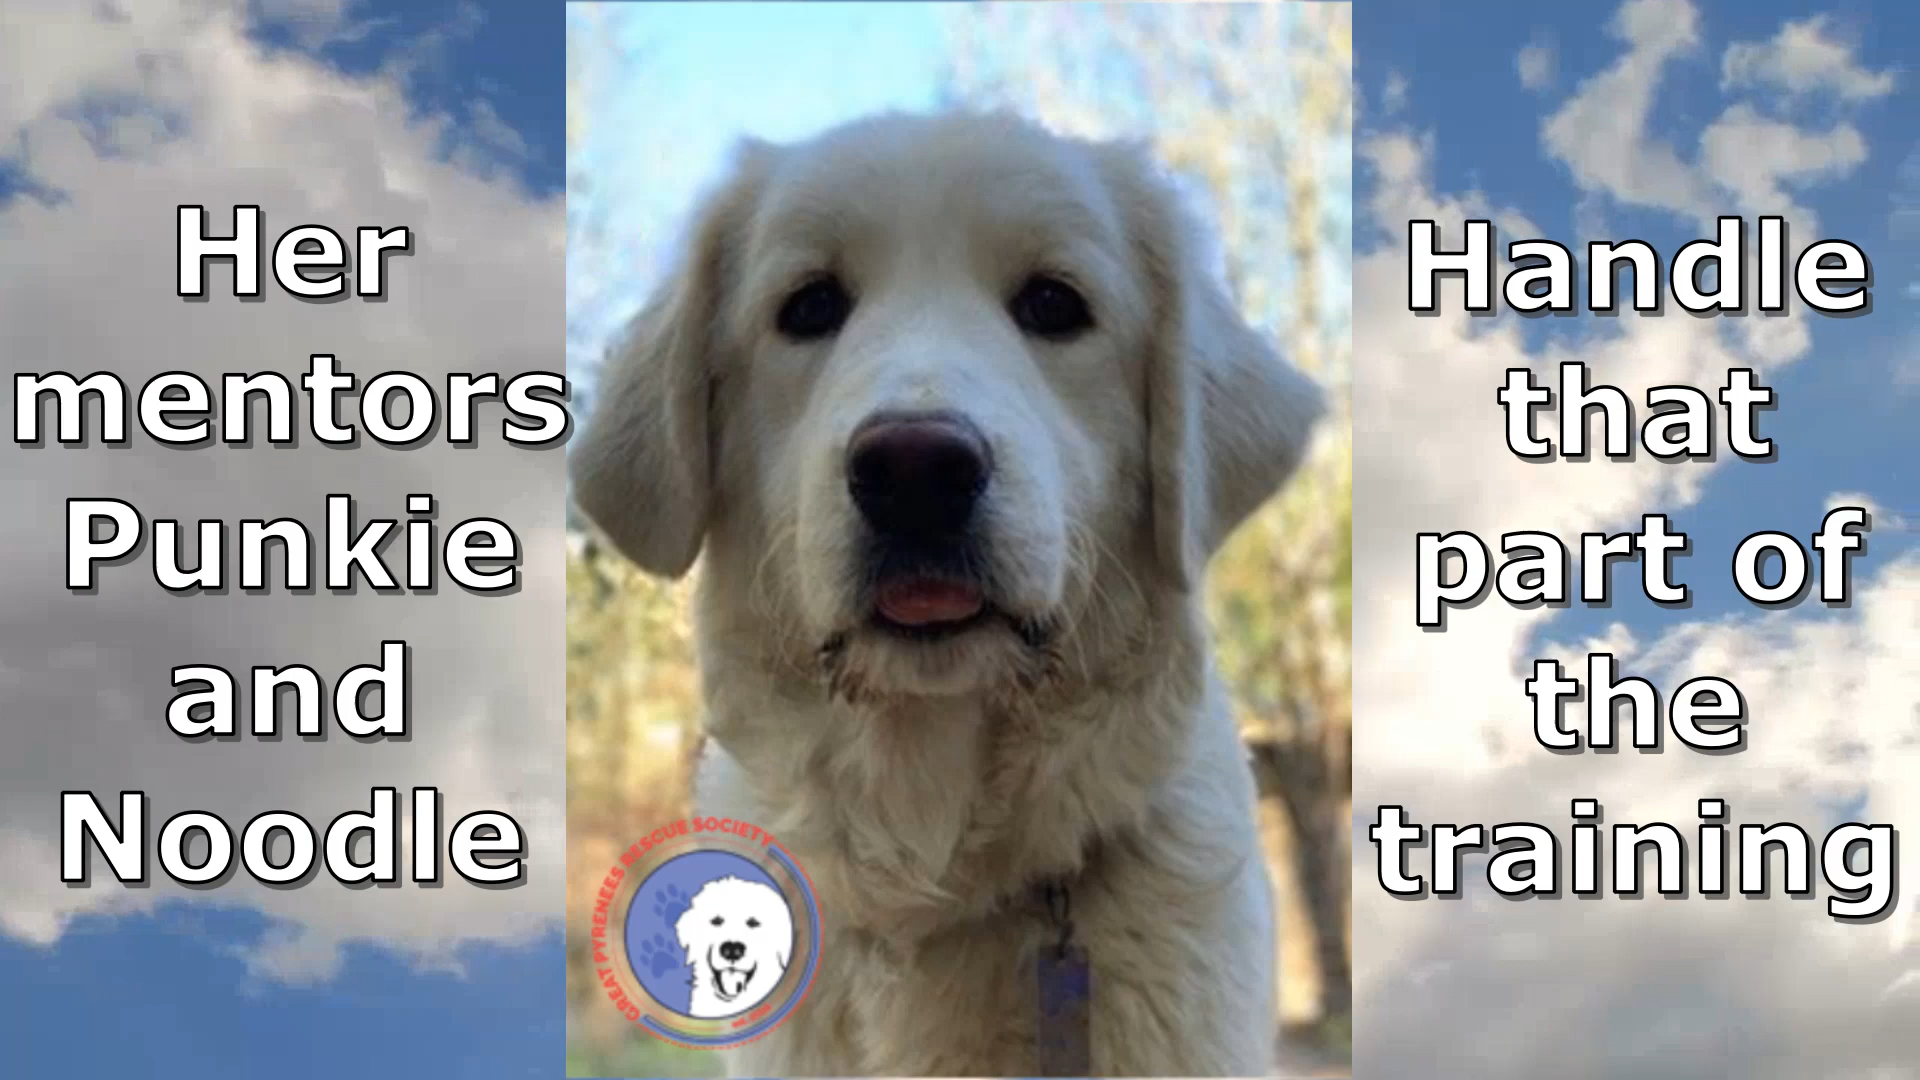 Her
mentors
Punkie
and
Noodle
Handle
that
part of
the
training
GREAT PYRENEES RESCUE SOCIETY